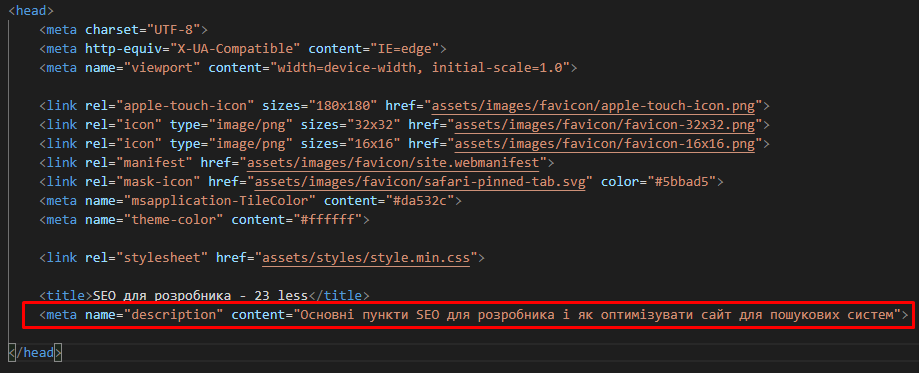 <head>
<meta charset="UTF-8">
<meta http-equiv="X-UA-Compatible" content="IE=edge">
<meta name="viewport" content="width=device-width, initial-scale=1.0">
<link rel="apple-touch-icon" sizes="180x180" href="assets/images/favicon/apple-touch-icon.png">
<link rel="icon" type="image/png" sizes="32x32" href="assets/images/favicon/favicon-32x32.png">
<link rel="icon" type="image/png" sizes="16x16" href="assets/images/favicon/favicon-16x16.png">
<link rel="manifest" href="assets/images/favicon/site.webmanifest">
<link rel="mask-icon" href="assets/images/favicon/safari-pinned-tab.svg" color="#5bbad5">
<meta name="msapplication-TileColor" content="#da532c">
<meta name="theme-color" content="#ffffff">
<link rel="stylesheet" href="assets/styles/style.min.css">
<title>SEO для розробника - 23 less</title>
<meta name="description" content="Основні пункти SEO для розробника і як оптимізувати сайт для пошукових систем">
</head>